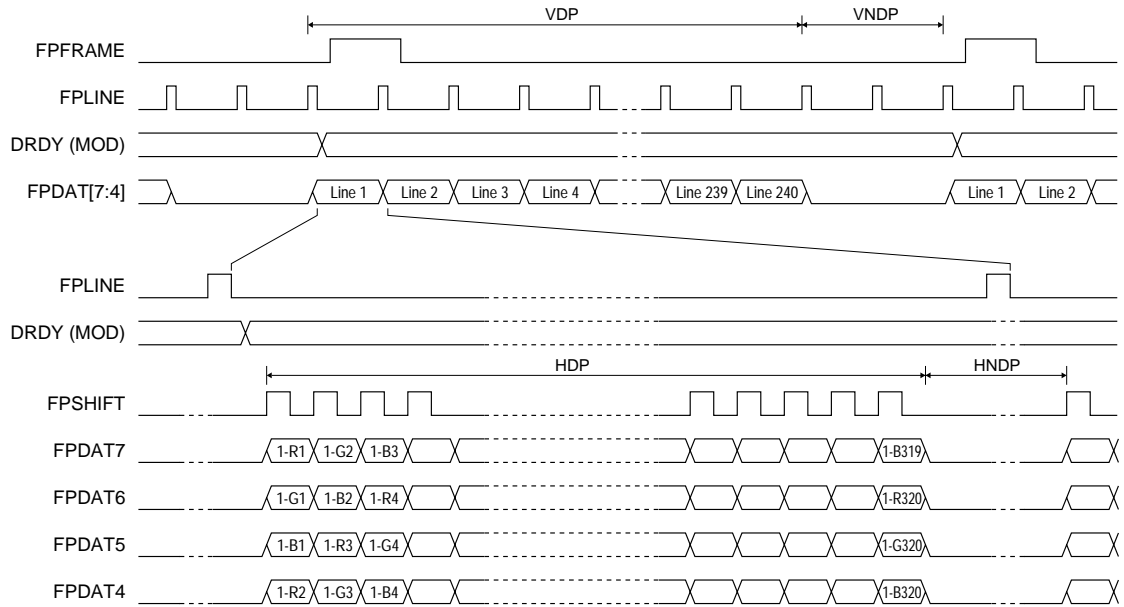 VDP VNDP
FPFRAME
FPLINE
DRDY (MOD)
FPDAT[7:4] Line 1 Line 2 Line 3 Line 4 Line 239 Line 240 Line 1 Line 2
FPLINE
DRDY (MOD)
HDP HNDP
FPSHIFT
FPDAT7 1-R1 1-G2 1-B3 1-B319
FPDAT6 1-G1 1-B2 1-R4 1-R320
FPDAT5 1-B1 1-R3 1-G4 1-G320
FPDAT4 1-R2 1-G3 1-B4 1-B320